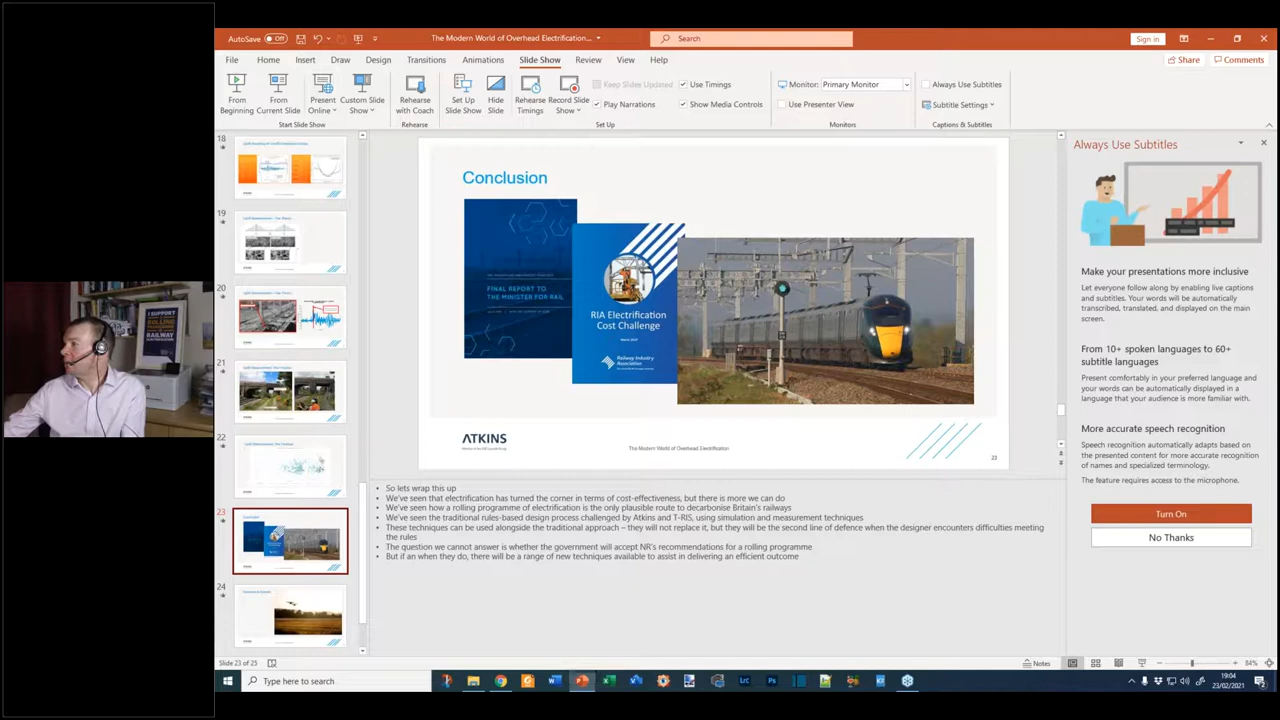 AutoSave Off
The Modern World of Overhead Electrification...
Search
Sign in
File Home Insert Draw Design Transitions Animations Slide Show Review View Help
Share Comments
From Beginning
From Current Slide
Present Online
Custom Slide Show
Start Slide Show
Rehearse with Coach
Rehearse
Set Up Slide Show
Hide Slide
Rehearse Timings
Record Slide Show
Keep Slides Updated
Play Narrations
Use Timings
Show Media Controls
Set Up
Monitor: Primary Monitor
Use Presenter View
Monitors
Always Use Subtitles
Subtitle Settings
Captions & Subtitles
18
19
20
21
22
23
24
I SUPPORT
ROLLING
RAILWAY
Conclusion
FINAL REPORT TO
THE MINISTER FOR RAIL
RIA Electrification
Cost Challenge
Railway Industry
Association
ATKINS
The Modern World of Overhead Electrification
23
So lets wrap this up
We've seen that electrification has turned the corner in terms of cost-effectiveness, but there is more we can do
We've seen how a rolling programme of electrification is the only plausible route to decarbonise Britain's railways
We've seen the traditional rules-based design process challenged by Atkins and T-RIS, using simulation and measurement techniques
These techniques can be used alongside the traditional approach – they will not replace it, but they will be the second line of defence when the designer encounters difficulties meeting
the rules
The question we cannot answer is whether the government will accept NR's recommendations for a rolling programme
But if an when they do, there will be a range of new techniques available to assist in delivering an efficient outcome
Always Use Subtitles
Make your presentations more inclusive
Let everyone follow along by enabling live captions
and subtitles. Your words will be automatically
transcribed, translated, and displayed on the main
screen.
From 10+ spoken languages to 60+
subtitle languages
Present comfortably in your preferred language and
your words can be automatically displayed in a
language that your audience is more familiar with.
More accurate speech recognition
Speech recognition automatically adapts based on
the presented content for more accurate recognition
of names and specialized terminology.
The feature requires access to the microphone.
Turn On
No Thanks
Slide 23 of 25
Notes
84%
Type here to search
19:04
23/02/2021